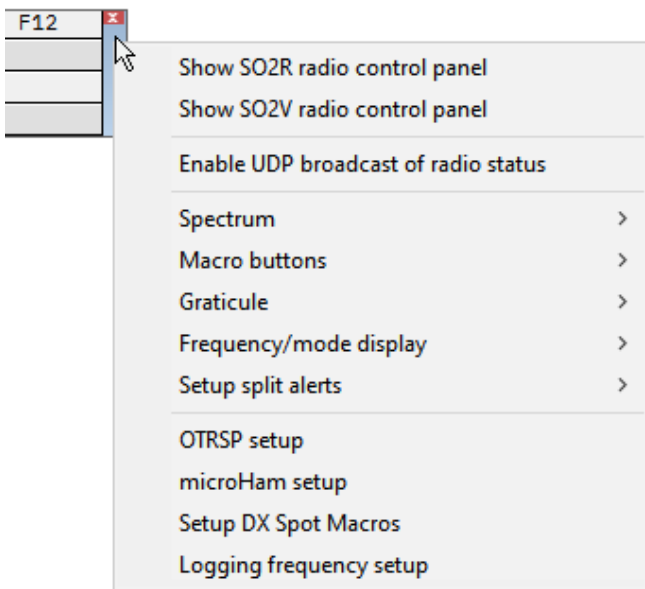 F12
Show SO2R radio control panel
Show SO2V radio control panel
Enable UDP broadcast of radio status
Spectrum
Macro buttons
Graticule
Frequency/mode display
Setup split alerts
OTRSP setup
microHam setup
Setup DX Spot Macros
Logging frequency setup